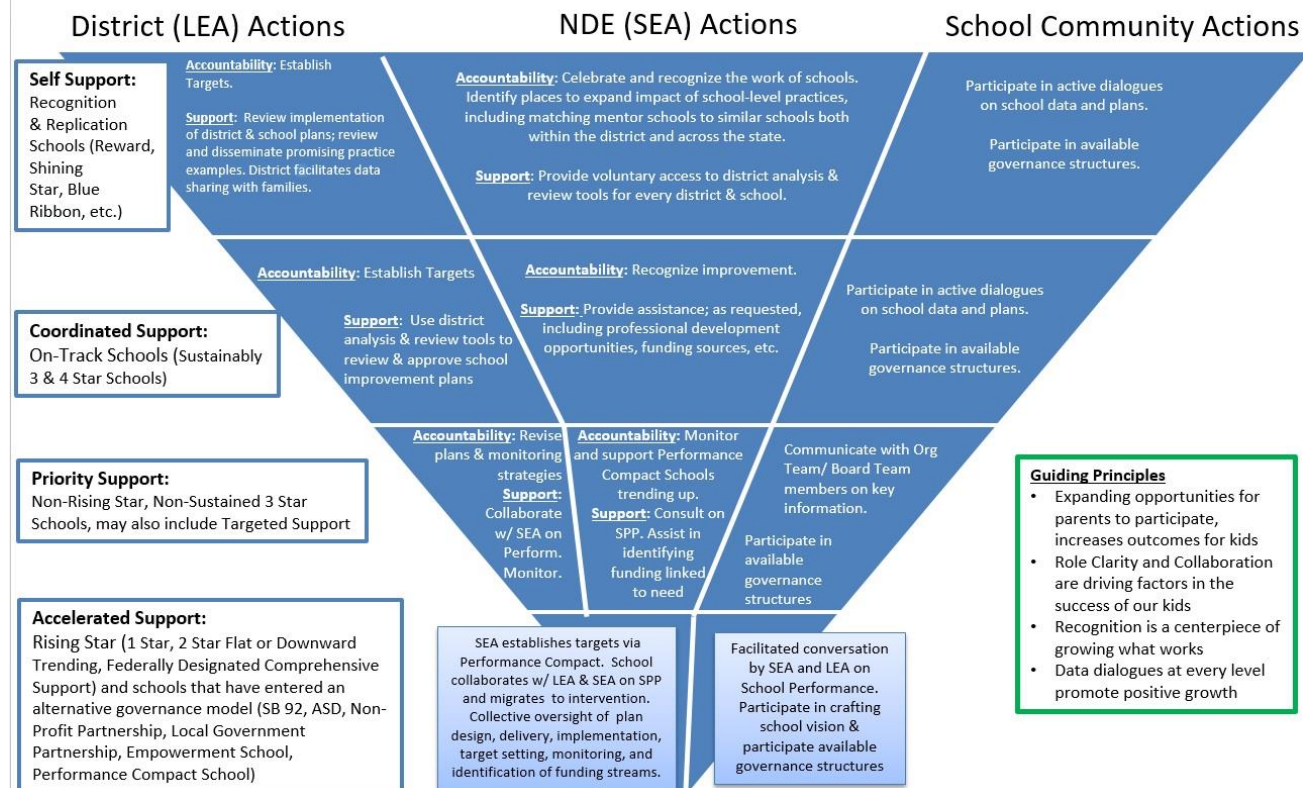 District (LEA) Actions
NDE (SEA) Actions
School Community Actions
Self Support:
Recognition
& Replication
Schools (Reward,
Shining
Star, Blue
Ribbon, etc.)
Accountability: Establish
Targets.
Support: Review implementation
of district & school plans; review
and disseminate promising practice
examples. District facilitates data
sharing with families.
Accountability: Celebrate and recognize the work of schools.
Identify places to expand impact of school-level practices,
including matching mentor schools to similar schools both
within the district and across the state.
Support: Provide voluntary access to district analysis &
review tools for every district & school.
Participate in active dialogues
on school data and plans.
Participate in available
governance structures.
Coordinated Support:
On-Track Schools (Sustainably
3 & 4 Star Schools)
Accountability: Establish Targets
Support: Use district
analysis & review tools to
review & approve school
improvement plans
Accountability: Recognize improvement.
Support: Provide assistance; as requested,
including professional development
opportunities, funding sources, etc.
Participate in active dialogues
on school data and plans.
Participate in available
governance structures.
Priority Support:
Non-Rising Star, Non-Sustained 3 Star
Schools, may also include Targeted Support
Accountability: Revise
plans & monitoring
strategies
Support:
Collaborate
w/ SEA on
Perform.
Monitor.
Accountability: Monitor
and support Performance
Compact Schools
trending up.
Support: Consult on
SPP. Assist in
identifying
funding linked
to need
Communicate with Org
Team/ Board Team
members on key
information.
Participate in
available
governance
structures
Accelerated Support:
Rising Star (1 Star, 2 Star Flat or Downward
Trending, Federally Designated Comprehensive
Support) and schools that have entered an
alternative governance model (SB 92, ASD, Non-
Profit Partnership, Local Government
Partnership, Empowerment School,
Performance Compact School)
SEA establishes targets via
Performance Compact. School
collaborates w/ LEA & SEA on SPP
and migrates to intervention.
Collective oversight of plan
design, delivery, implementation,
target setting, monitoring, and
identification of funding streams.
Facilitated conversation
by SEA and LEA on
School Performance.
Participate in crafting
school vision &
participate available
governance structures
Guiding Principles
• Expanding opportunities for
parents to participate,
increases outcomes for kids
• Role Clarity and Collaboration
are driving factors in the
success of our kids
• Recognition is a centerpiece of
growing what works
• Data dialogues at every level
promote positive growth